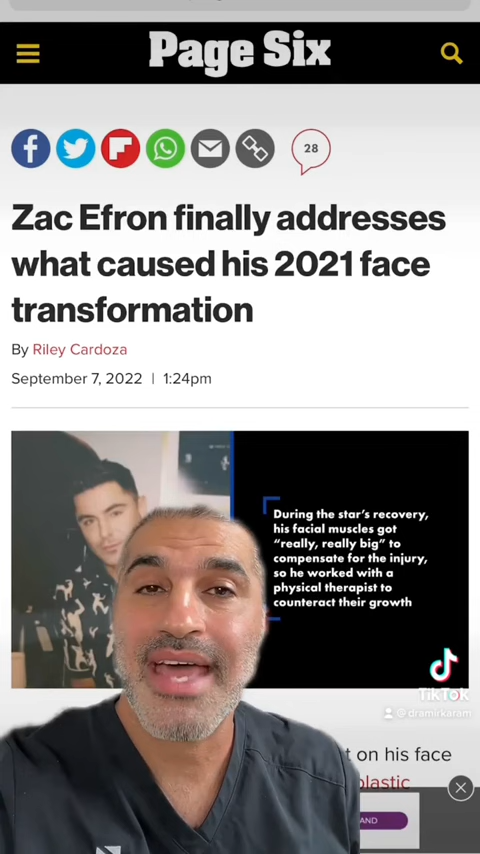 Page Six
28
Zac Efron finally addresses
what caused his 2021 face
transformation
By Riley Cardoza
September 7, 2022 | 1:24pm
During the star's recovery,
his facial muscles got
“really, really big” to
compensate for the injury,
so he worked with a
physical therapist to
counteract their growth
TikTok
@dramirkaram
t on his face
plastic
AND